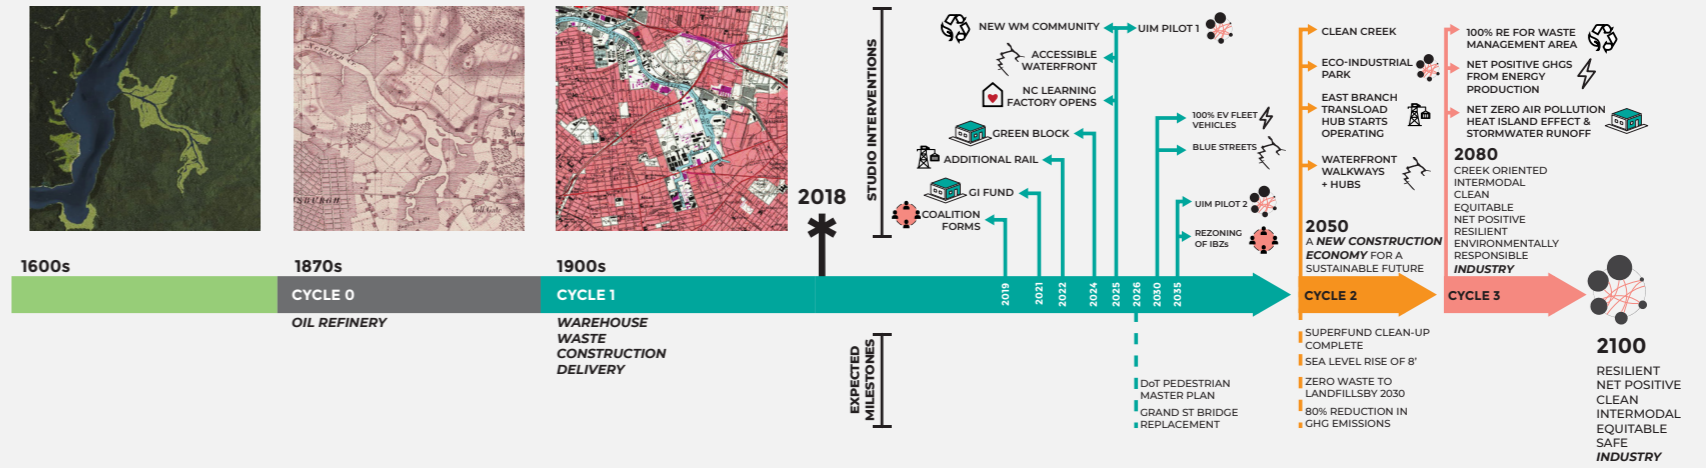 1600s
1870s
CYCLE 0
OIL REFINERY
1900s
CYCLE 1
WAREHOUSE
WASTE
CONSTRUCTION
DELIVERY
2018
STUDIO INTERVENTIONS
NEW WM COMMUNITY
UIM PILOT 1
ACCESSIBLE
WATERFRONT
NC LEARNING
FACTORY OPENS
GREEN BLOCK
ADDITIONAL RAIL
GI FUND
COALITION
FORMS
100% EV FLEET
VEHICLES
BLUE STREETS
UIM PILOT 2
REZONING
OF IBZs
2019
2021
2022
2024
2025
2026
2030
2035
EXPECTED
MILESTONES
DoT PEDESTRIAN
MASTER PLAN
GRAND ST BRIDGE
REPLACEMENT
CLEAN CREEK
ECO-INDUSTRIAL
PARK
EAST BRANCH
TRANSLOAD
HUB STARTS
OPERATING
WATERFRONT
WALKWAYS
+ HUBS
2050
A NEW CONSTRUCTION
ECONOMY FOR A
SUSTAINABLE FUTURE
CYCLE 2
SUPERFUND CLEAN-UP
COMPLETE
SEA LEVEL RISE OF 8'
ZERO WASTE TO
LANDFILLSBY 2030
80% REDUCTION IN
GHG EMISSIONS
100% RE FOR WASTE
MANAGEMENT AREA
NET POSITIVE GHGS
FROM ENERGY
PRODUCTION
NET ZERO AIR POLLUTION
HEAT ISLAND EFFECT &
STORMWATER RUNOFF
2080
CREEK ORIENTED
INTERMODAL
CLEAN
EQUITABLE
NET POSITIVE
RESILIENT
ENVIRONMENTALLY
RESPONSIBLE
INDUSTRY
CYCLE 3
2100
RESILIENT
NET POSITIVE
CLEAN
INTERMODAL
EQUITABLE
SAFE
INDUSTRY